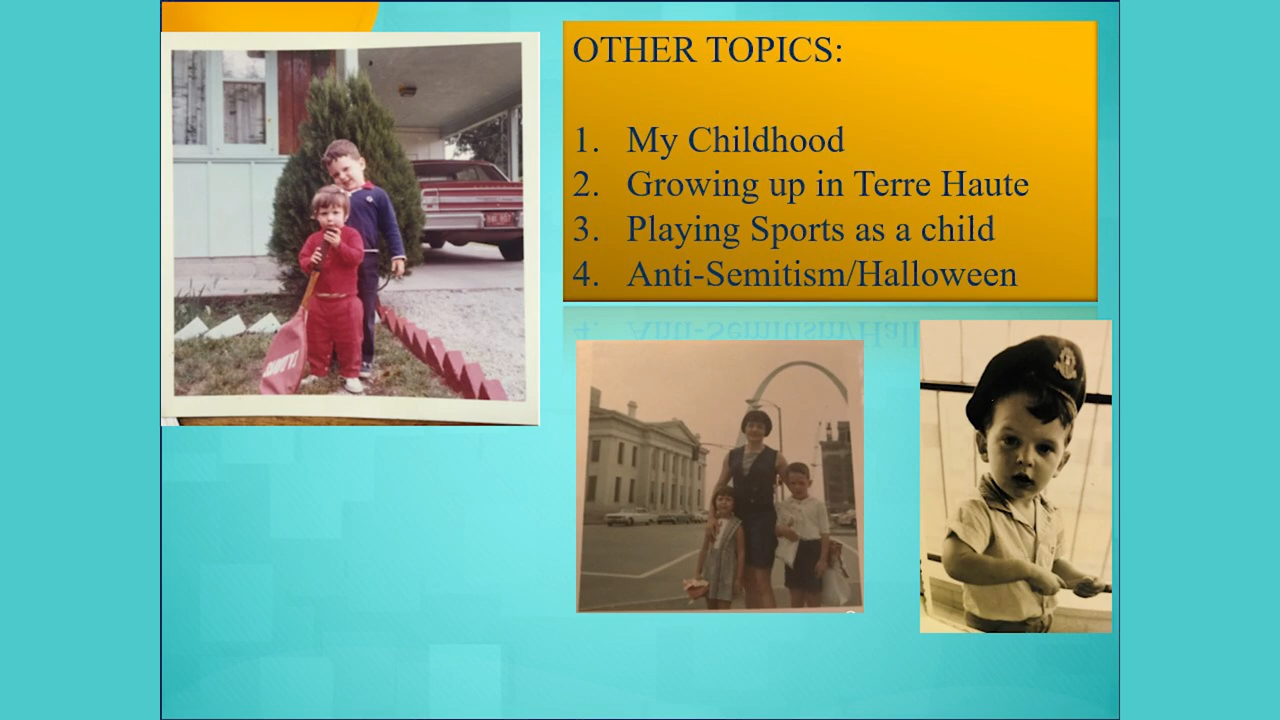 OTHER TOPICS:
1. My Childhood
2. Growing up in Terre Haute
3. Playing Sports as a child
4. Anti-Semitism/Halloween